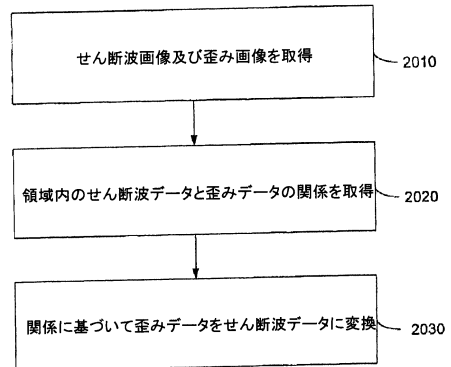 せん断波画像及び歪み画像を取得
2010
領域内のせん断波データと歪みデータの関係を取得
2020
関係に基づいて歪みデータをせん断波データに変換
2030